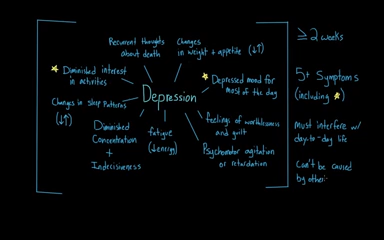 Recurrent thoughts
about death
Changes
in weight + appetite (↓↑)
≥ 2 weeks
★ Diminished interest
in activities
★ Depressed mood for
most of the day
5+ Symptoms
(including ★)
Changes in sleep patterns
(↓↑)
Depression
Diminished
Concentration
+
Indecisiveness
fatigue
(↓energy)
feelings of worthlessness
and guilt
Psychomotor agitation
or retardation
must interfere w/
day-to-day life
Can't be caused
by other